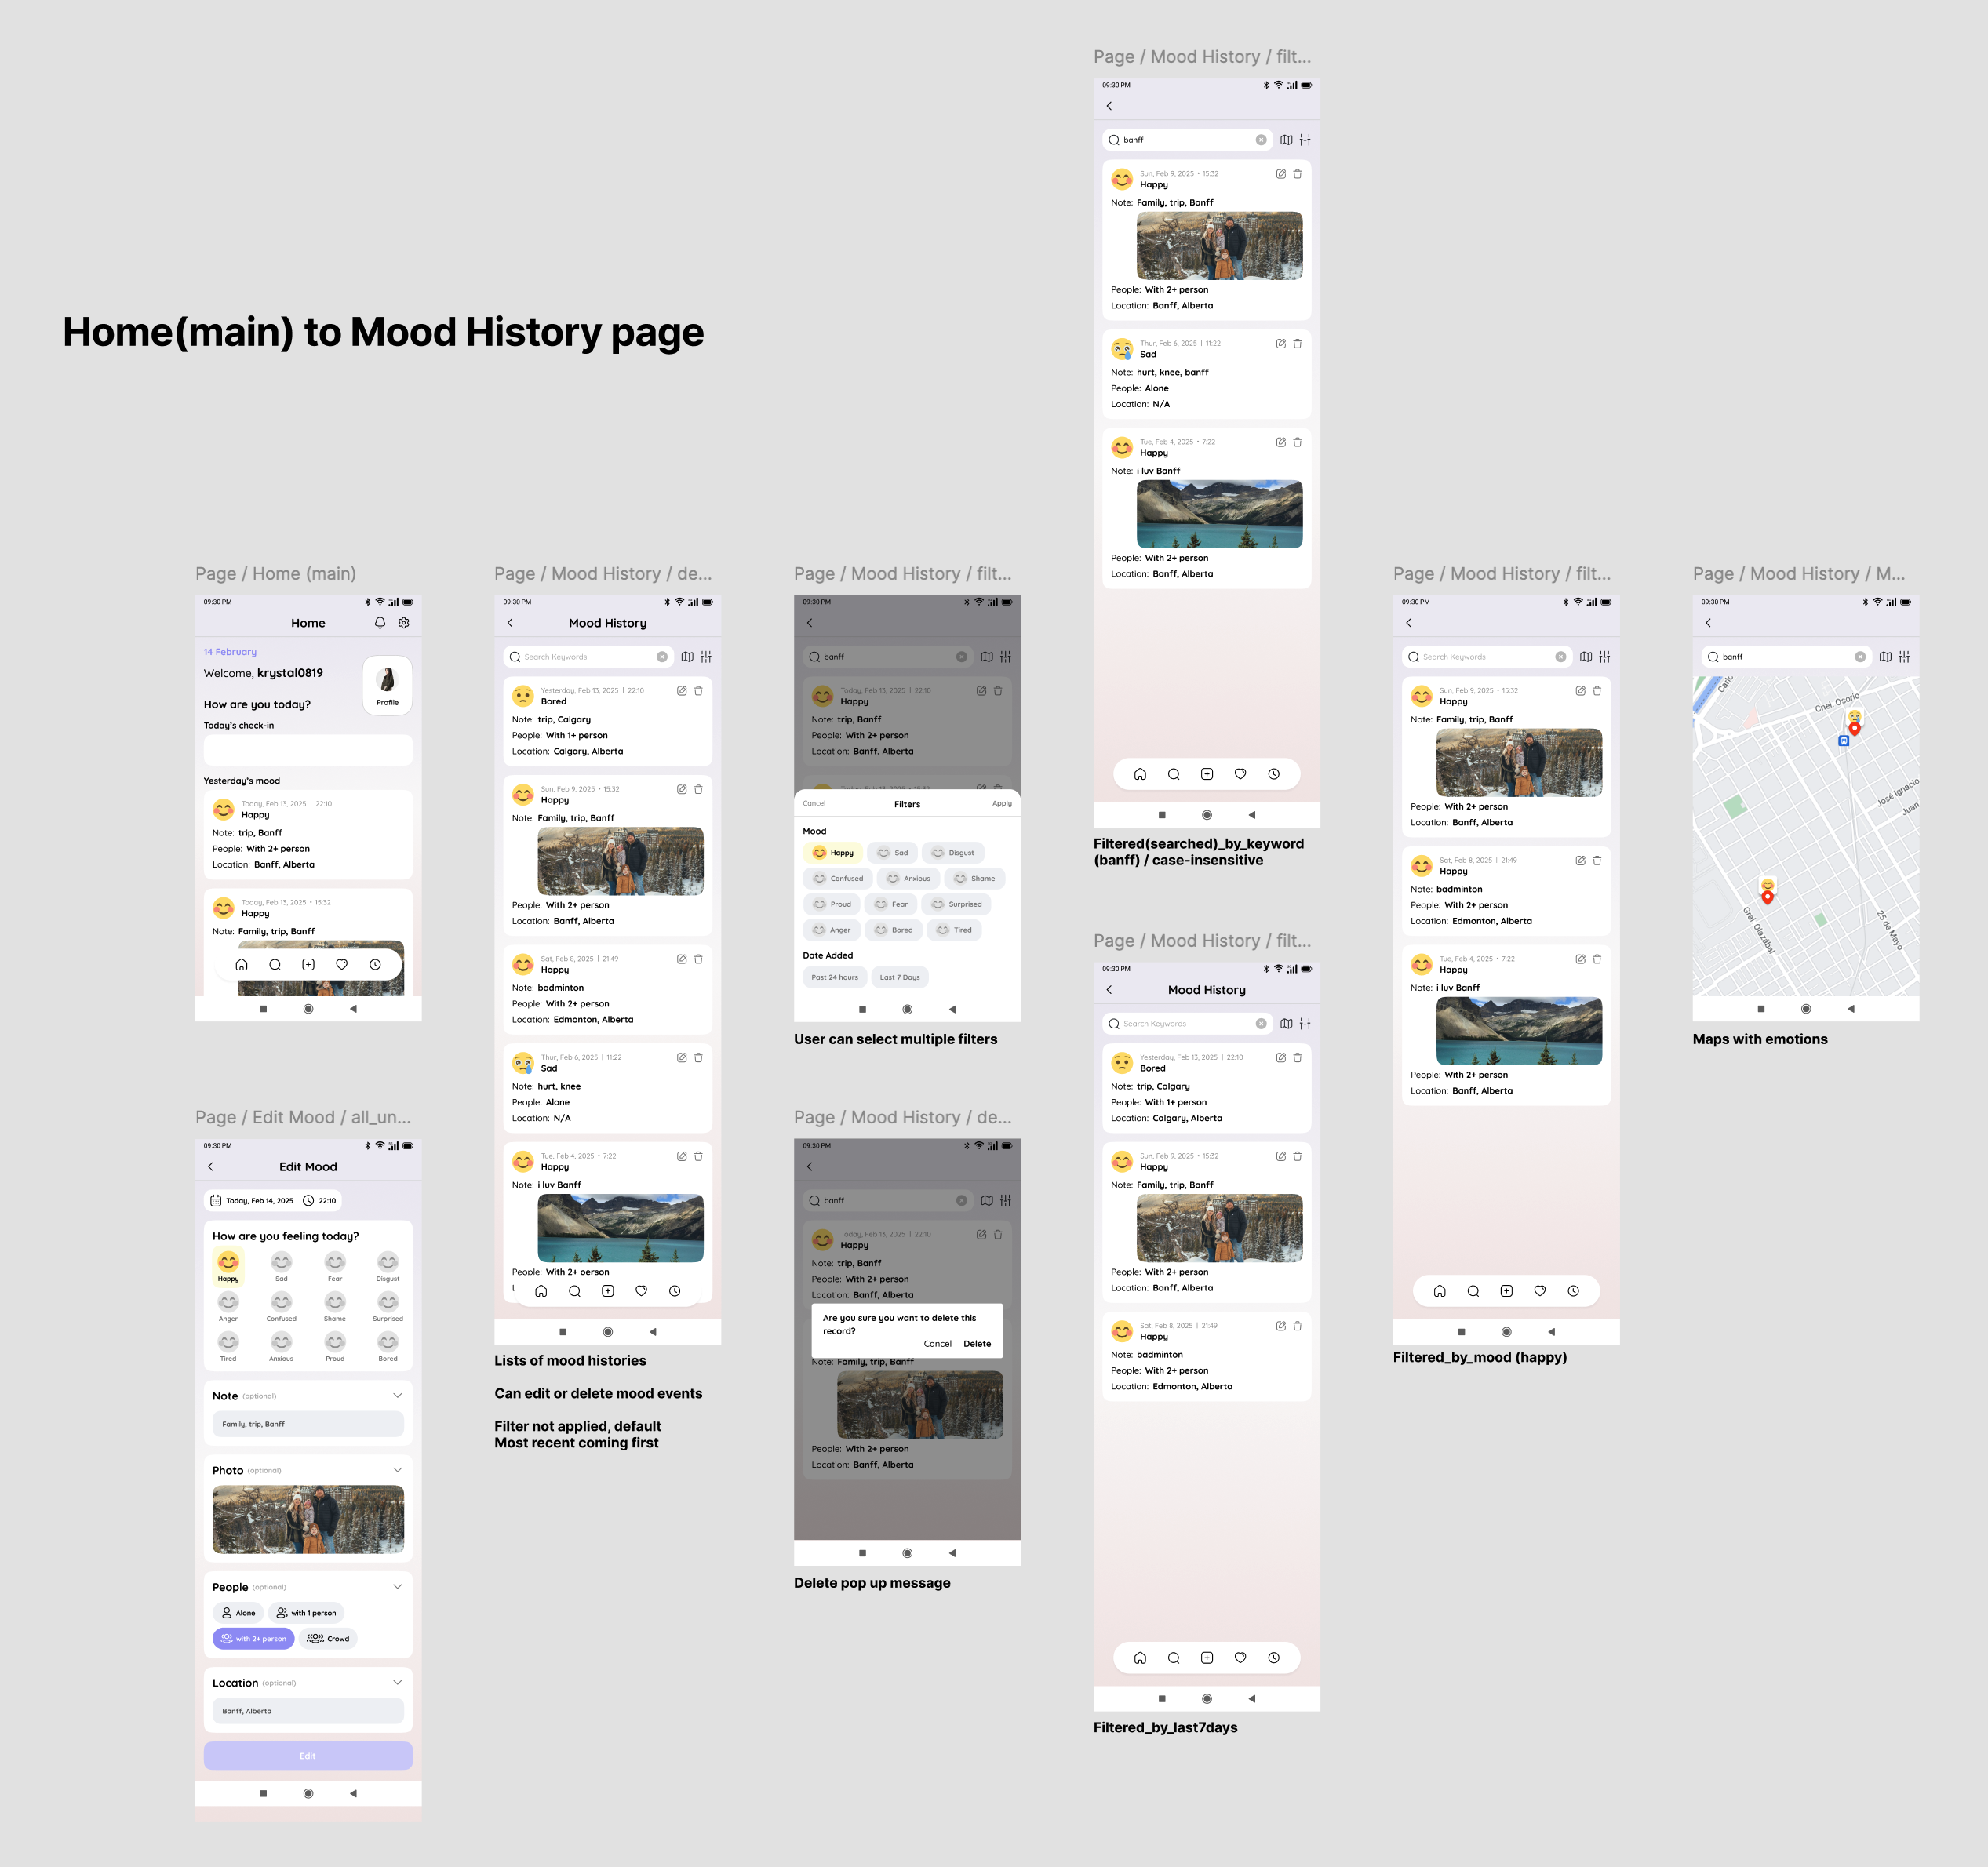 Home(main) to Mood History page
Page / Home (main)
09:30 PM
Home
14 February
Welcome, krystal0819
Profile
How are you today?
Today's check-in
Yesterday's mood
Today, Feb 13, 2025 | 22:10
Happy
Note: trip, Banff
People: With 2+ person
Location: Banff, Alberta
Today, Feb 13, 2025 • 15:32
Happy
Note: Family, trip, Banff
Page / Edit Mood / all_un...
09:30 PM
Edit Mood
Today, Feb 14, 2025 22:10
How are you feeling today?
Happy Sad Fear Disgust
Anger Confused Shame Surprised
Tired Anxious Proud Bored
Note (optional)
Family, trip, Banff
Photo (optional)
People (optional)
Alone with 1 person
with 2+ person Crowd
Location (optional)
Banff, Alberta
Edit
Page / Mood History / de...
09:30 PM
Mood History
Search Keywords
Yesterday, Feb 13, 2025 | 22:10
Bored
Note: trip, Calgary
People: With 1+ person
Location: Calgary, Alberta
Sun, Feb 9, 2025 • 15:32
Happy
Note: Family, trip, Banff
People: With 2+ person
Location: Banff, Alberta
Sat, Feb 8, 2025 | 21:49
Happy
Note: badminton
People: With 2+ person
Location: Edmonton, Alberta
Thur, Feb 6, 2025 | 11:22
Sad
Note: hurt, knee
People: Alone
Location: N/A
Tue, Feb 4, 2025 • 7:22
Happy
Note: i luv Banff
People: With 2+ person
Lists of mood histories
Can edit or delete mood events
Filter not applied, default
Most recent coming first
Page / Mood History / filt...
09:30 PM
banff
Today, Feb 13, 2025 | 22:10
Happy
Note: trip, Banff
People: With 2+ person
Location: Banff, Alberta
Cancel Filters Apply
Mood
Happy Sad Disgust
Confused Anxious Shame
Proud Fear Surprised
Anger Bored Tired
Date Added
Past 24 hours Last 7 Days
User can select multiple filters
Page / Mood History / de...
09:30 PM
banff
Today, Feb 13, 2025 | 22:10
Happy
Note: trip, Banff
People: With 2+ person
Location: Banff, Alberta
Are you sure you want to delete this
record?
Cancel Delete
Note: Family, trip, Banff
People: With 2+ person
Location: Banff, Alberta
Delete pop up message
Page / Mood History / filt...
09:30 PM
banff
Sun, Feb 9, 2025 • 15:32
Happy
Note: Family, trip, Banff
People: With 2+ person
Location: Banff, Alberta
Thur, Feb 6, 2025 | 11:22
Sad
Note: hurt, knee, banff
People: Alone
Location: N/A
Tue, Feb 4, 2025 • 7:22
Happy
Note: i luv Banff
People: With 2+ person
Location: Banff, Alberta
Filtered(searched)_by_keyword
(banff) / case-insensitive
Page / Mood History / filt...
09:30 PM
Mood History
Search Keywords
Yesterday, Feb 13, 2025 | 22:10
Bored
Note: trip, Calgary
People: With 1+ person
Location: Calgary, Alberta
Sun, Feb 9, 2025 • 15:32
Happy
Note: Family, trip, Banff
People: With 2+ person
Location: Banff, Alberta
Sat, Feb 8, 2025 | 21:49
Happy
Note: badminton
People: With 2+ person
Location: Edmonton, Alberta
Filtered_by_last7days
Page / Mood History / filt...
09:30 PM
Search Keywords
Sun, Feb 9, 2025 • 15:32
Happy
Note: Family, trip, Banff
People: With 2+ person
Location: Banff, Alberta
Sat, Feb 8, 2025 | 21:49
Happy
Note: badminton
People: With 2+ person
Location: Edmonton, Alberta
Tue, Feb 4, 2025 • 7:22
Happy
Note: i luv Banff
People: With 2+ person
Location: Banff, Alberta
Filtered_by_mood (happy)
Page / Mood History / M...
09:30 PM
banff
Cnel. Osorio
José Ignacio
Juan
Gral. Olazábal
25 de Mayo
Maps with emotions